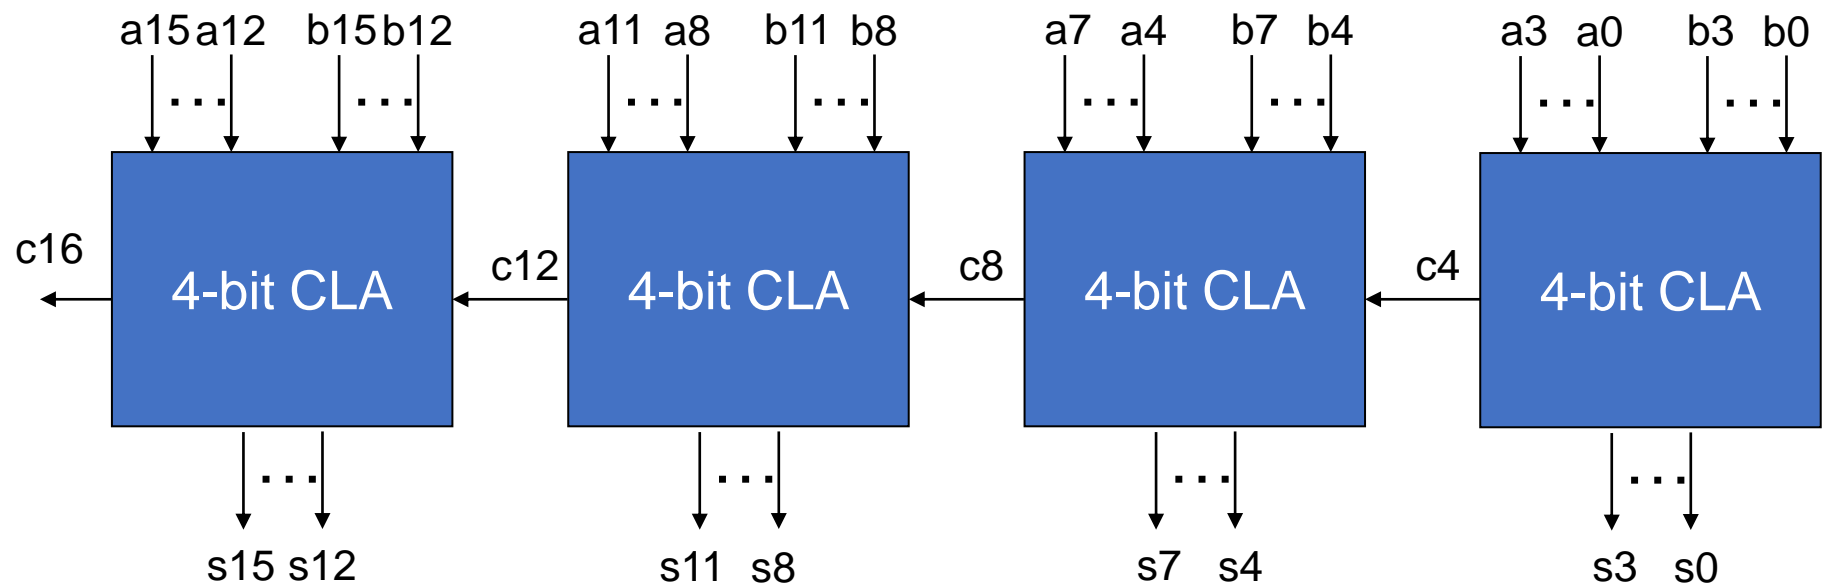 a15 a12 b15 b12 a11 a8 b11 b8 a7 a4 b7 b4 a3 a0 b3 b0
... ... ... ... ... ... ... ...
c16 c12 c8 c4
4-bit CLA 4-bit CLA 4-bit CLA 4-bit CLA
... ... ... ...
s15 s12 s11 s8 s7 s4 s3 s0